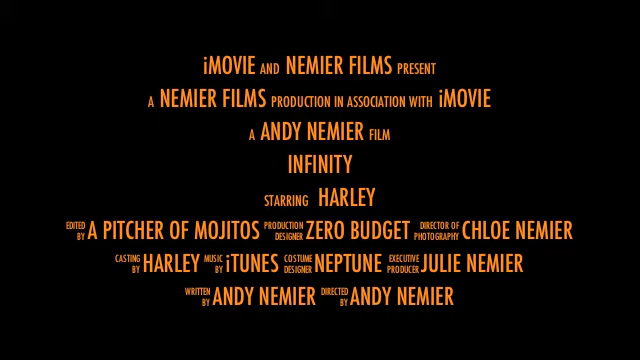 iMOVIE AND NEMIER FILMS PRESENT
A NEMIER FILMS PRODUCTION IN ASSOCIATION WITH iMOVIE
A ANDY NEMIER FILM
INFINITY
STARRING HARLEY
EDITED BY A PITCHER OF MOJITOS PRODUCTION DESIGNER ZERO BUDGET DIRECTOR OF PHOTOGRAPHY CHLOE NEMIER
CASTING BY HARLEY MUSIC BY iTUNES COSTUME DESIGNER NEPTUNE EXECUTIVE PRODUCER JULIE NEMIER
WRITTEN BY ANDY NEMIER DIRECTED BY ANDY NEMIER